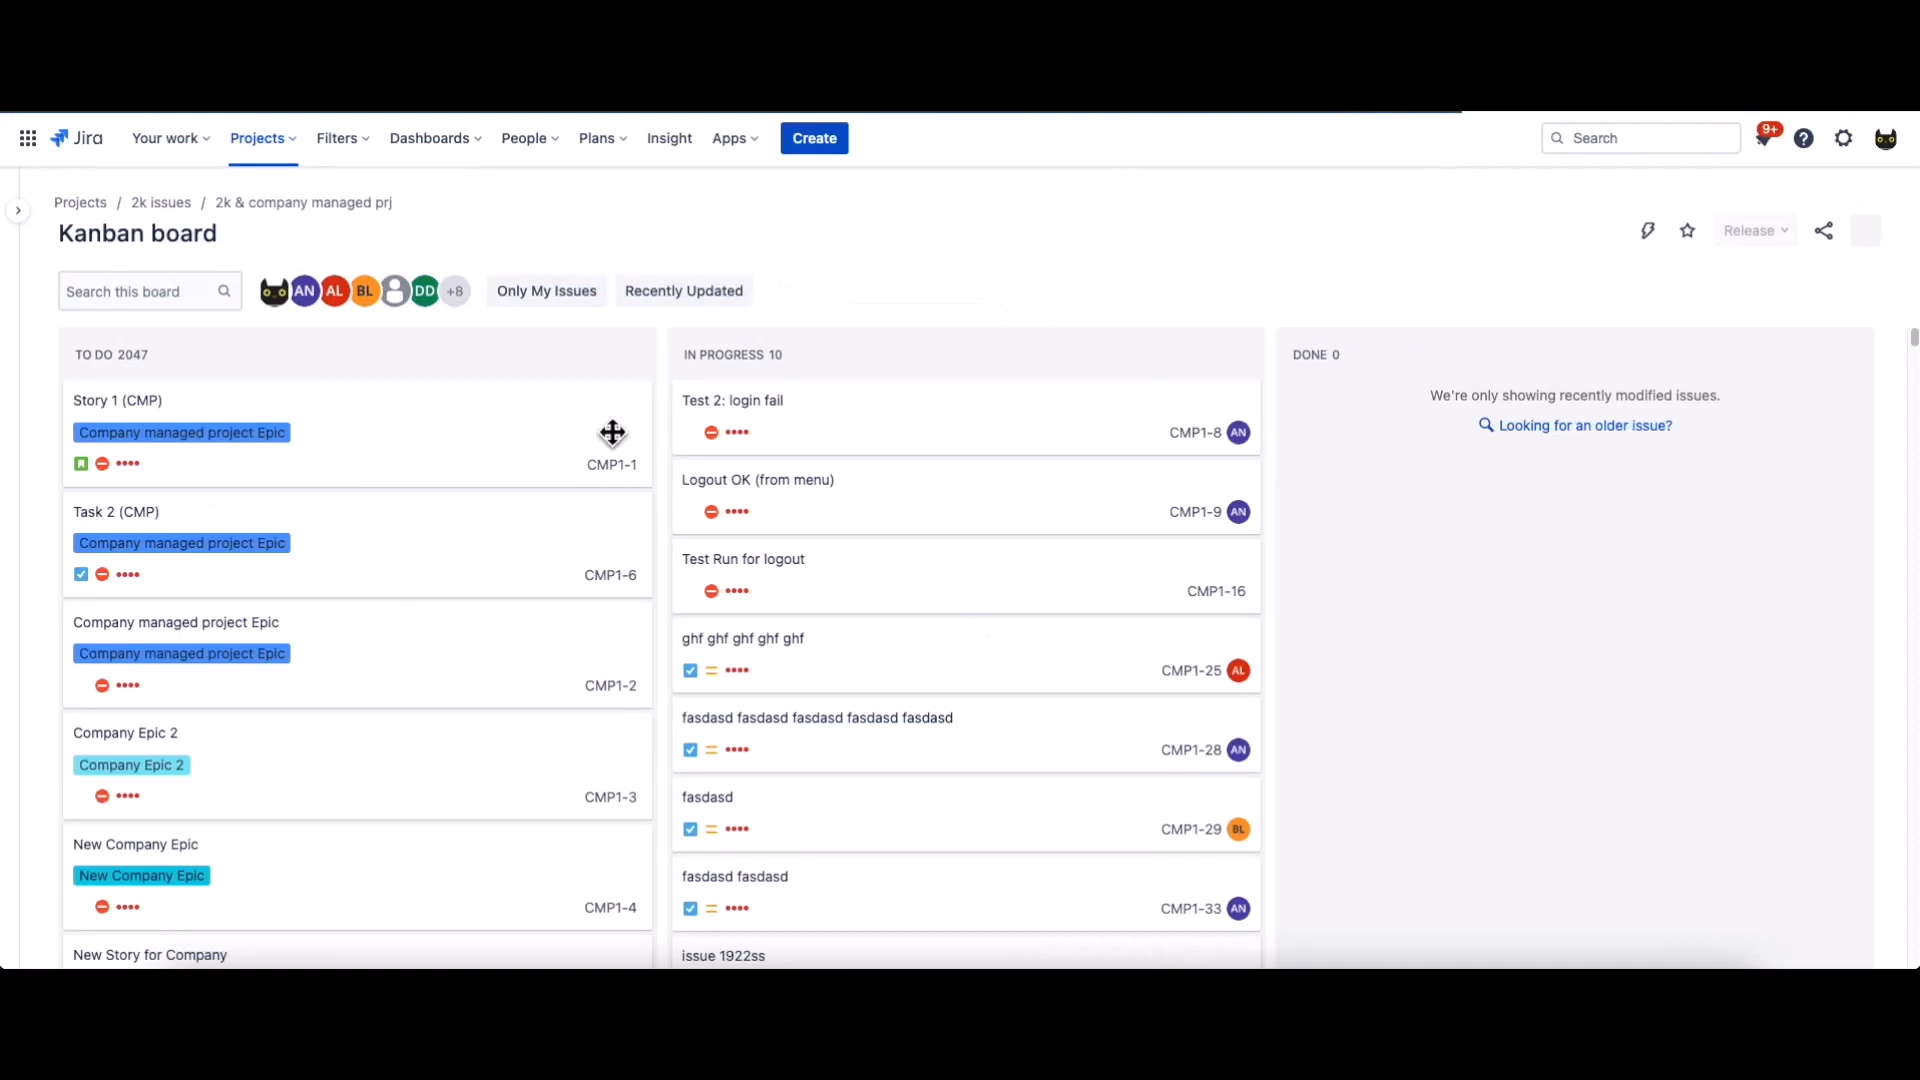 Jira
Your work
Projects
Filters
Dashboards
People
Plans
Insight
Apps
Create
Search
9+
Projects / 2k issues / 2k & company managed prj
Kanban board
Release
Search this board
AN
AL
BL
DD
+8
Only My Issues
Recently Updated
TO DO 2047
Story 1 (CMP)
Company managed project Epic
CMP1-1
Task 2 (CMP)
Company managed project Epic
CMP1-6
Company managed project Epic
Company managed project Epic
CMP1-2
Company Epic 2
Company Epic 2
CMP1-3
New Company Epic
New Company Epic
CMP1-4
New Story for Company
IN PROGRESS 10
Test 2: login fail
CMP1-8 AN
Logout OK (from menu)
CMP1-9 AN
Test Run for logout
CMP1-16
ghf ghf ghf ghf ghf
CMP1-25 AL
fasdasd fasdasd fasdasd fasdasd fasdasd
CMP1-28 AN
fasdasd
CMP1-29 BL
fasdasd fasdasd
CMP1-33 AN
issue 1922ss
DONE 0
We're only showing recently modified issues.
Looking for an older issue?